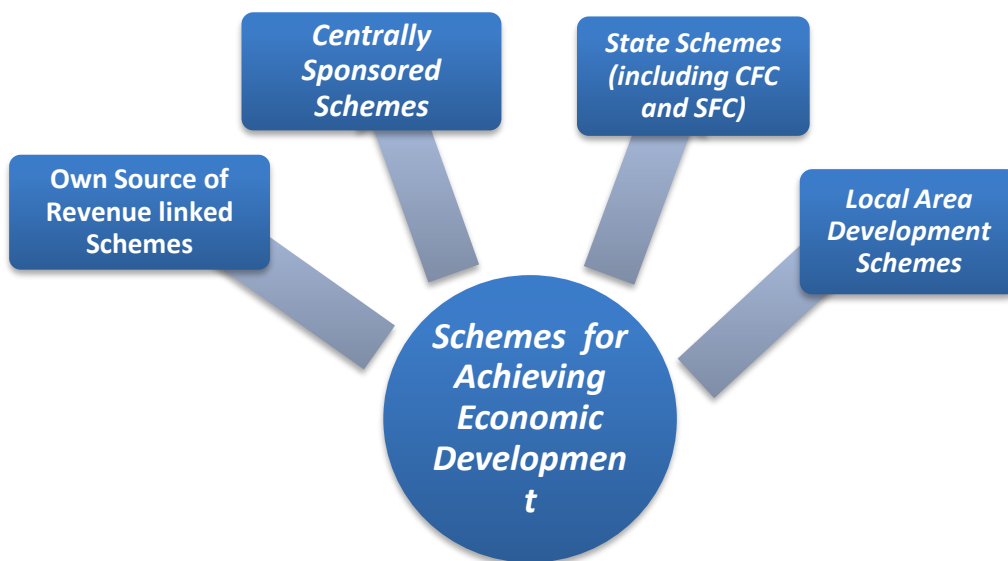 Centrally
Sponsored
Schemes
State Schemes
(including CFC
and SFC)
Own Source of
Revenue linked
Schemes
Local Area
Development
Schemes
Schemes for
Achieving
Economic
Developmen
t